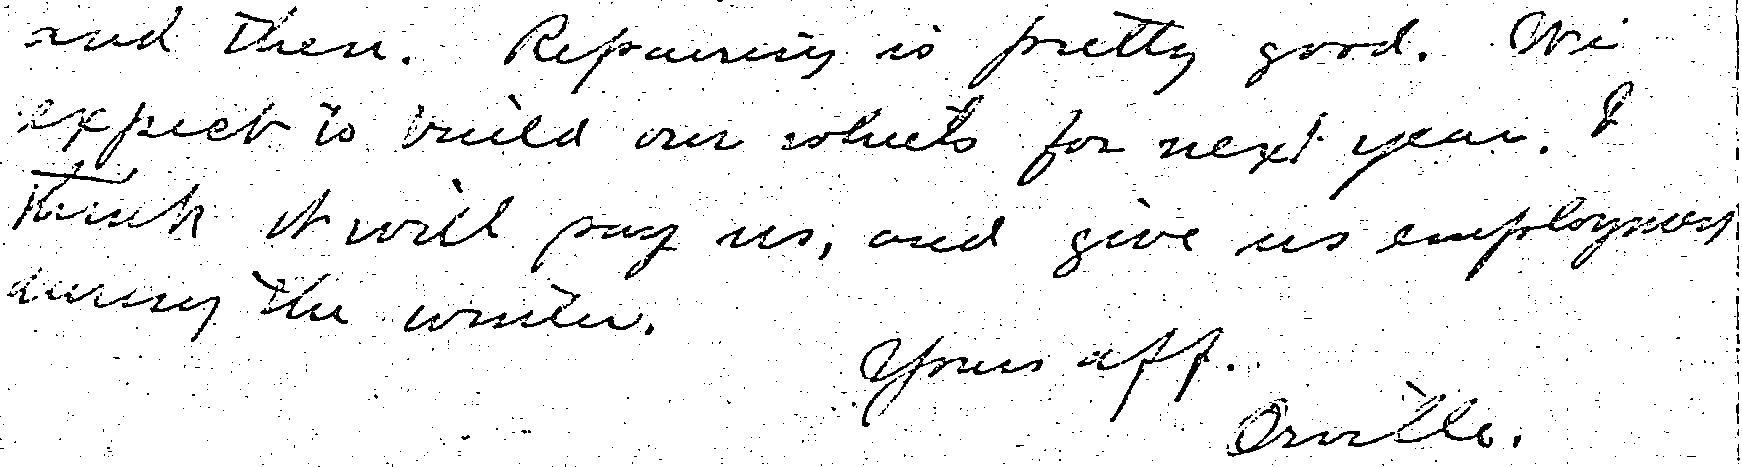 and then. Repairing is pretty good. We
expect to build our wheels for next year. I
think it will pay us, and give us employment
during the winter.
Yours aff.
Orville.